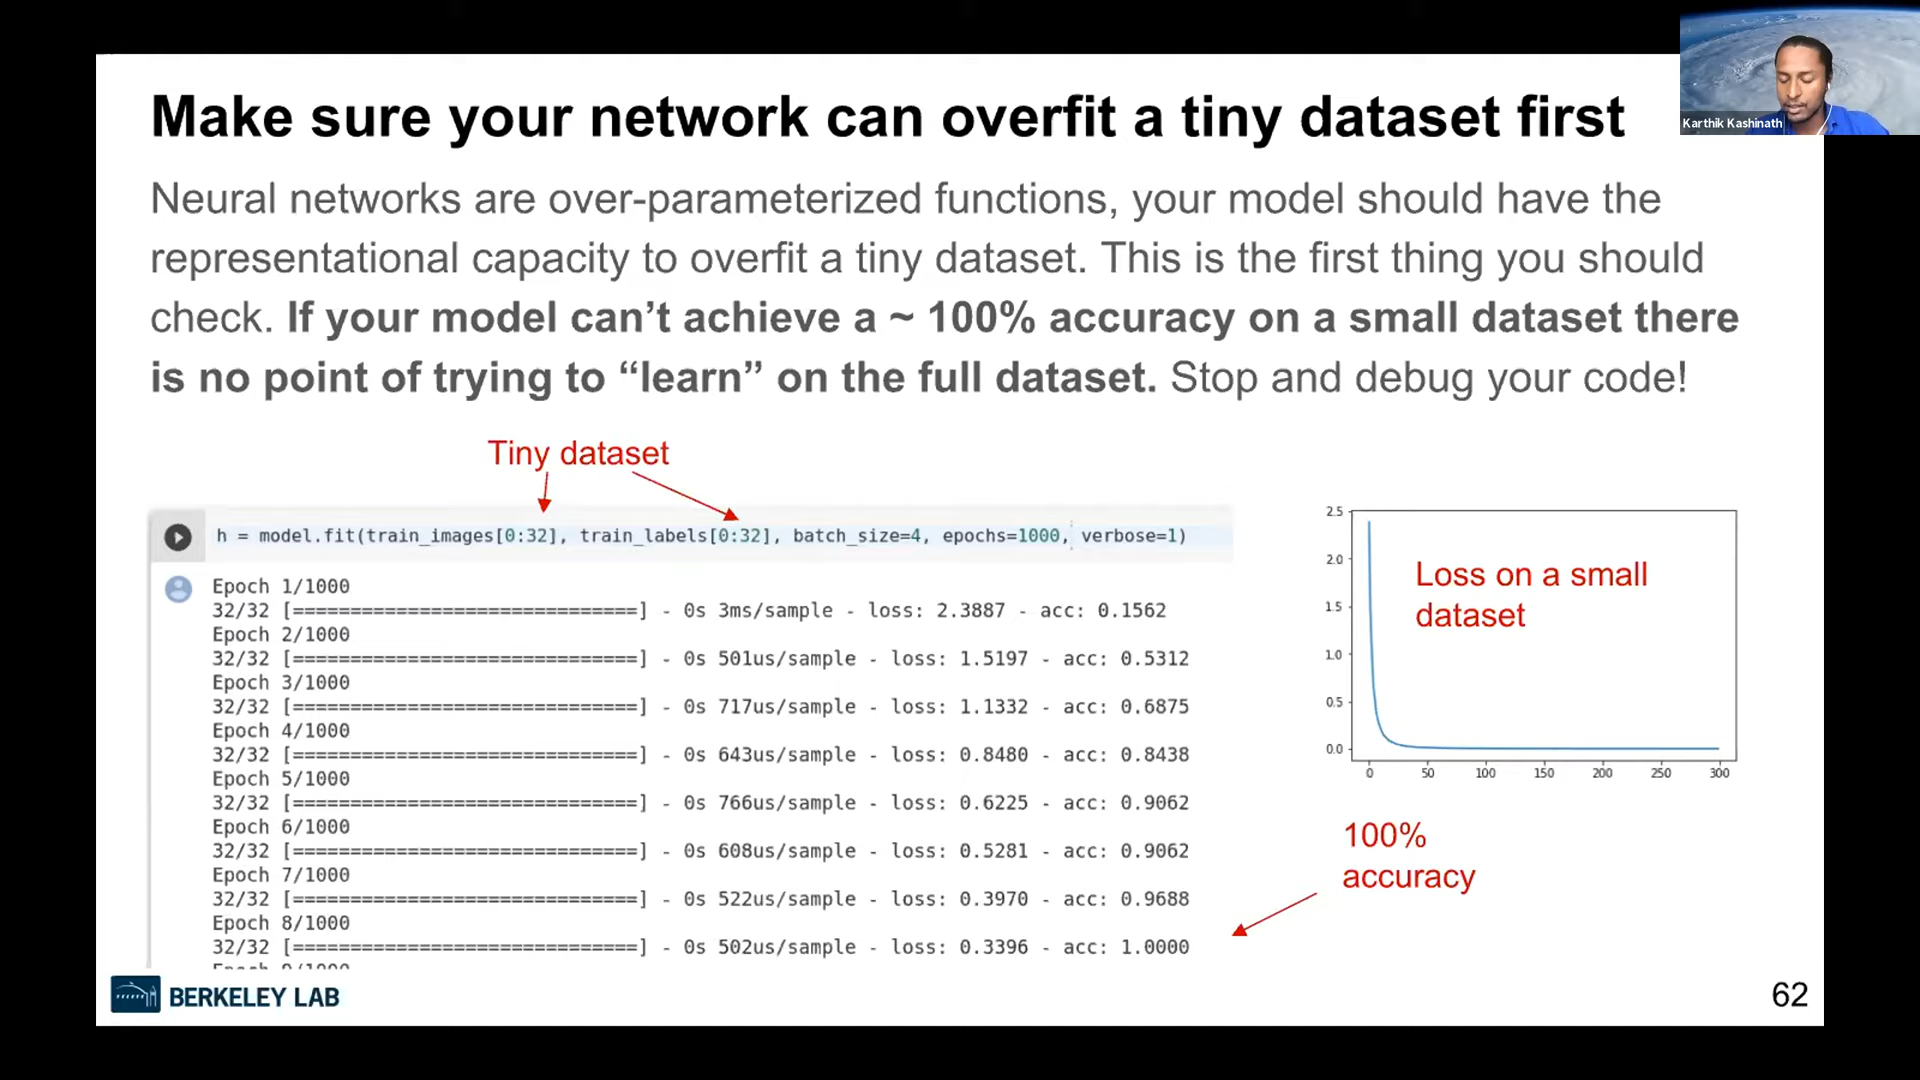 Karthik Kashinath
Make sure your network can overfit a tiny dataset first
Neural networks are over-parameterized functions, your model should have the
representational capacity to overfit a tiny dataset. This is the first thing you should
check. If your model can’t achieve a ~ 100% accuracy on a small dataset there
is no point of trying to “learn” on the full dataset. Stop and debug your code!
Tiny dataset
h = model.fit(train_images[0:32], train_labels[0:32], batch_size=4, epochs=1000, verbose=1)
Epoch 1/1000
32/32 [==============================] - 0s 3ms/sample - loss: 2.3887 - acc: 0.1562
Epoch 2/1000
32/32 [==============================] - 0s 501us/sample - loss: 1.5197 - acc: 0.5312
Epoch 3/1000
32/32 [==============================] - 0s 717us/sample - loss: 1.1332 - acc: 0.6875
Epoch 4/1000
32/32 [==============================] - 0s 643us/sample - loss: 0.8480 - acc: 0.8438
Epoch 5/1000
32/32 [==============================] - 0s 766us/sample - loss: 0.6225 - acc: 0.9062
Epoch 6/1000
32/32 [==============================] - 0s 608us/sample - loss: 0.5281 - acc: 0.9062
Epoch 7/1000
32/32 [==============================] - 0s 522us/sample - loss: 0.3970 - acc: 0.9688
Epoch 8/1000
32/32 [==============================] - 0s 502us/sample - loss: 0.3396 - acc: 1.0000
2.5
2.0
1.5
1.0
0.5
0.0
0 50 100 150 200 250 300
Loss on a small
dataset
100%
accuracy
BERKELEY LAB
62